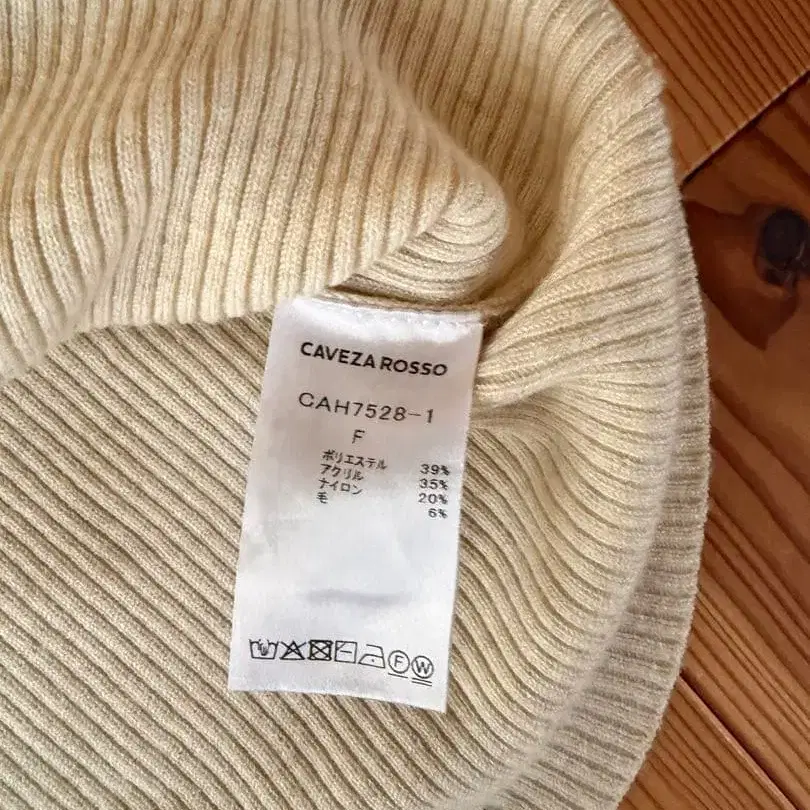 CAVEZA ROSSO
CAH7528-1
F
ポリエステル 39%
アクリル 35%
ナイロン 20%
毛 6%
F W